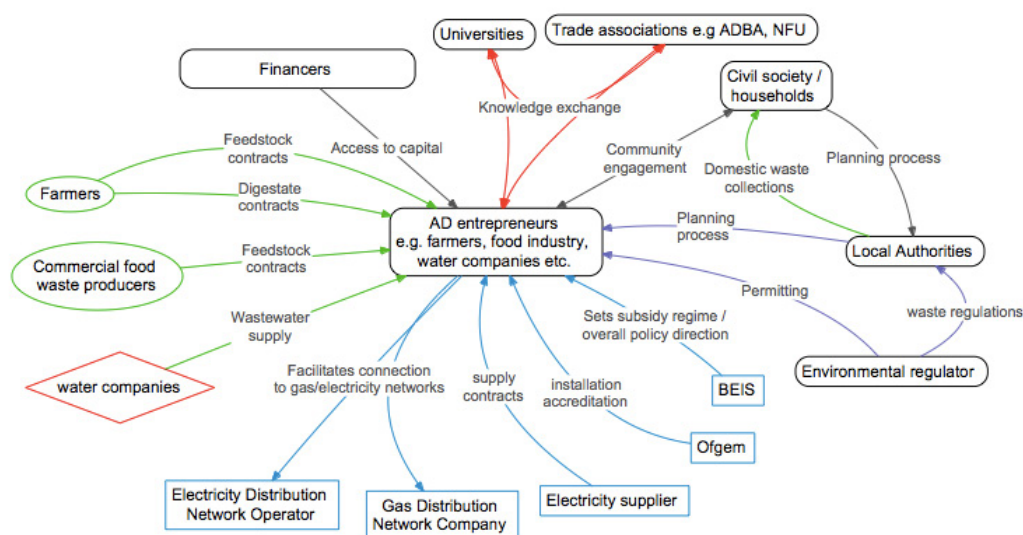 Universities
Trade associations e.g ADBA, NFU
Financers
Civil society /
households
Knowledge exchange
Feedstock
contracts
Access to capital
Community
engagement
Domestic waste
collections
Planning process
Farmers
Digestate
contracts
AD entrepreneurs
e.g. farmers, food industry,
water companies etc.
Planning
process
Local Authorities
Commercial food
waste producers
Feedstock
contracts
Permitting
waste regulations
Wastewater
supply
Sets subsidy regime /
overall policy direction
water companies
Facilitates connection
to gas/electricity networks
supply
contracts
installation
accreditation
Environmental regulator
BEIS
Ofgem
Electricity Distribution
Network Operator
Gas Distribution
Network Company
Electricity supplier